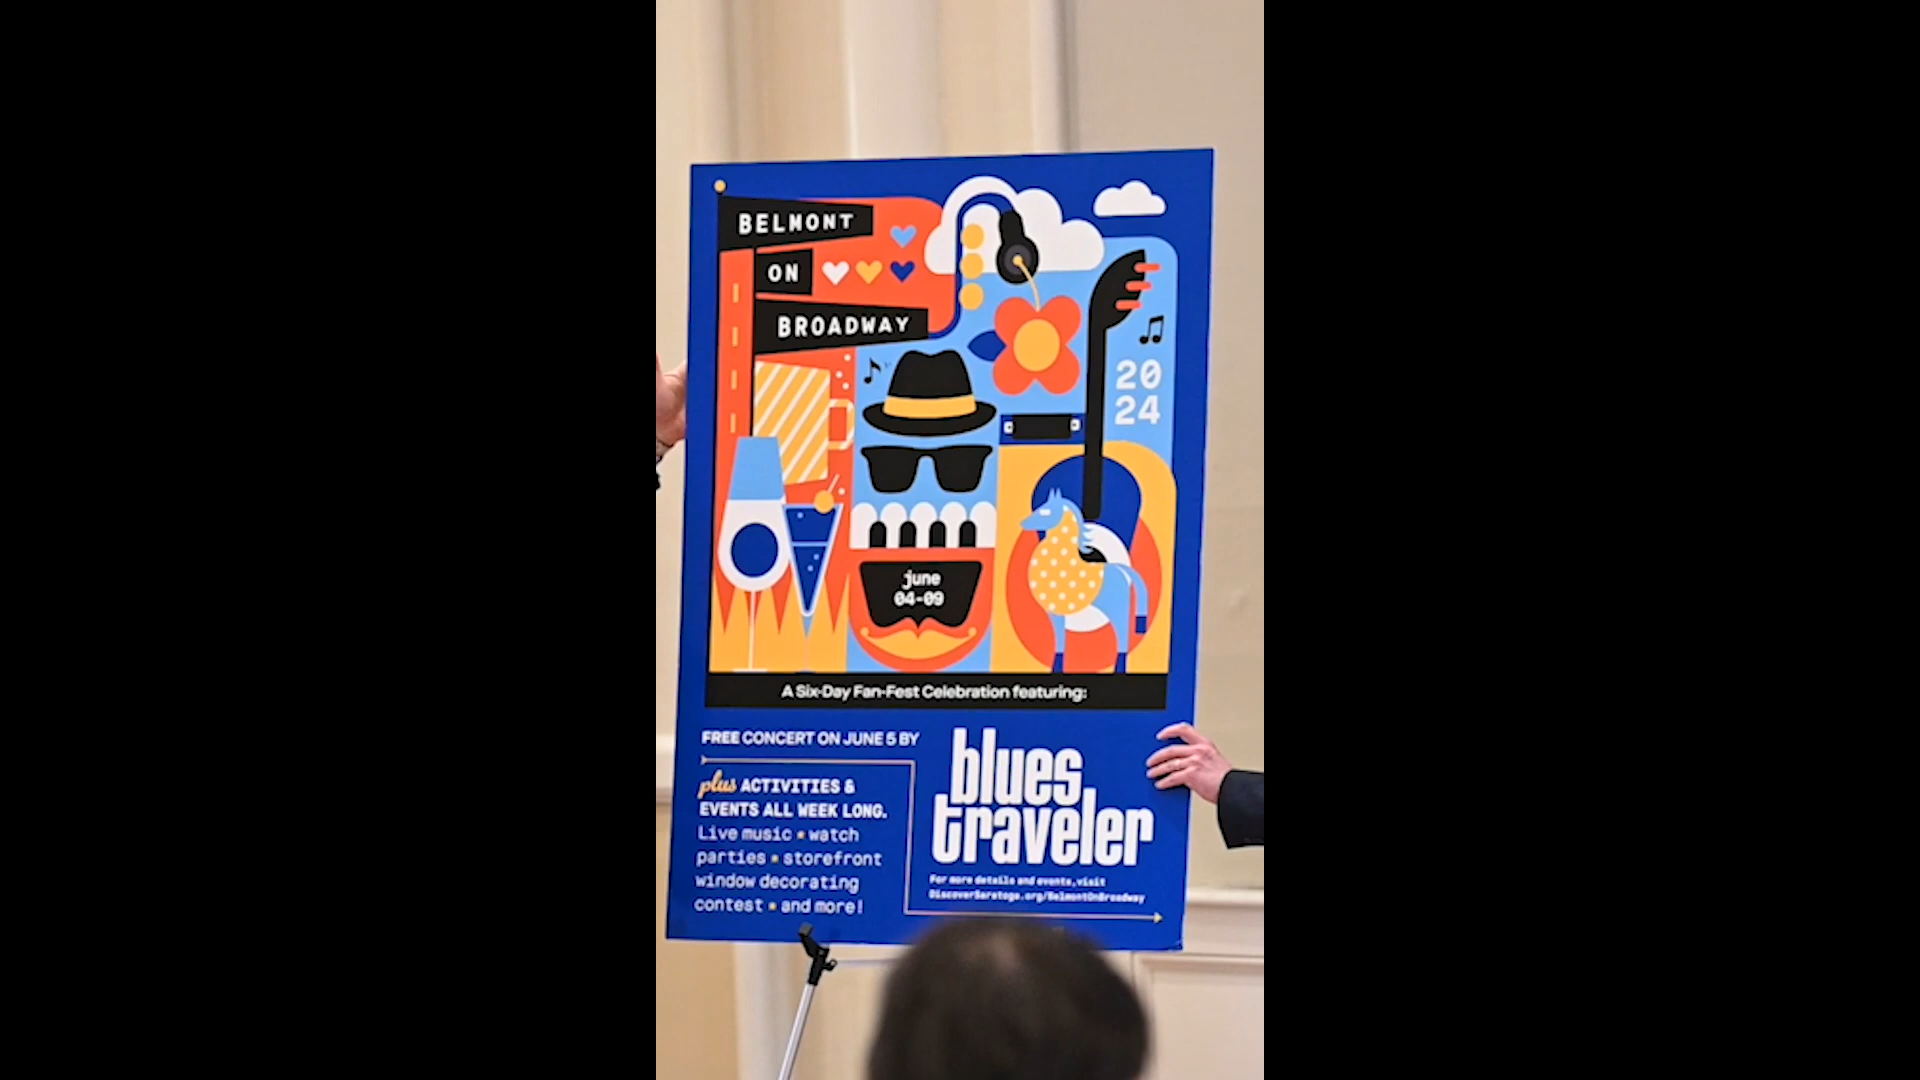 BELMONT
ON
BROADWAY
20
24
june
04-09
A Six-Day Fan-Fest Celebration featuring:
FREE CONCERT ON JUNE 5 BY
blues
traveler
plus ACTIVITIES &
EVENTS ALL WEEK LONG.
Live music • watch
parties • storefront
window decorating
contest • and more!
For more details and events, visit
DiscoverSaratoga.org/BelmontOnBroadway